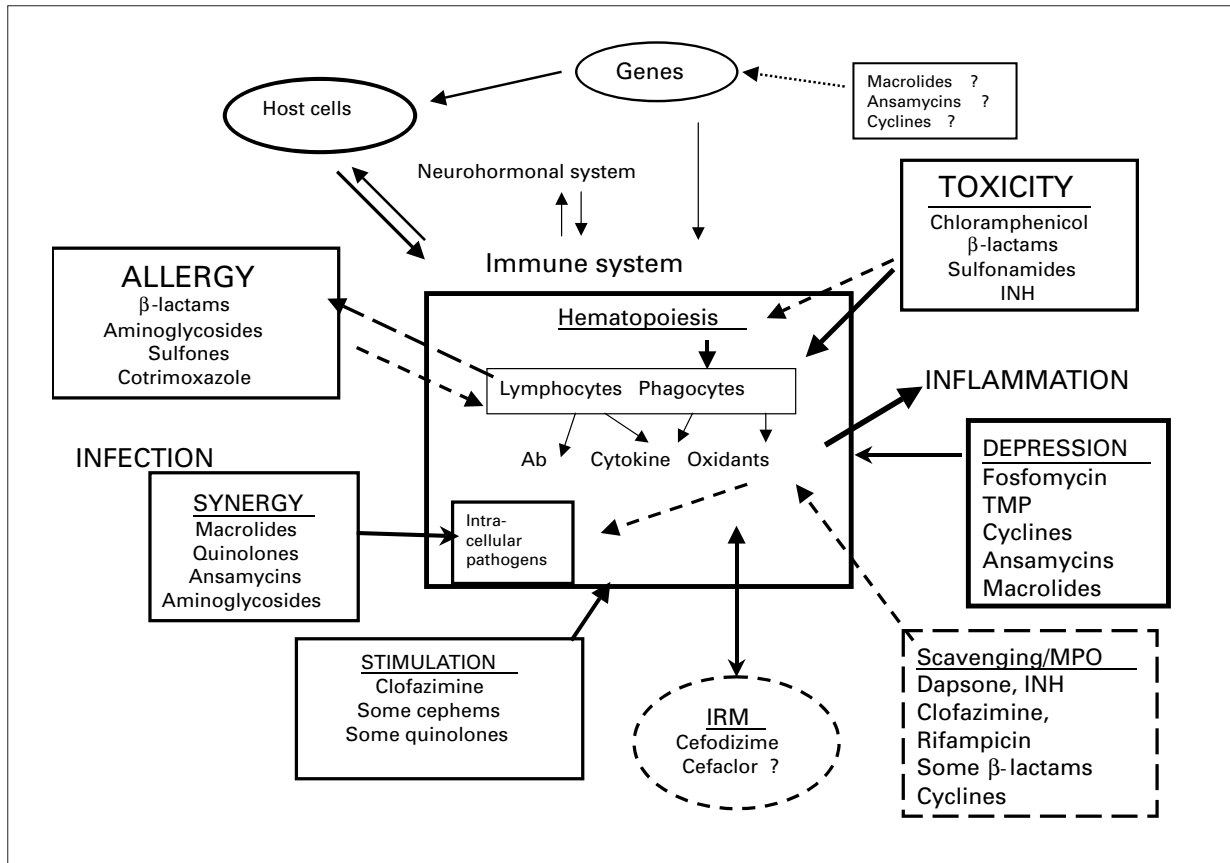 Genes
Macrolides ?
Ansamycins ?
Cyclines ?
Host cells
Neurohormonal system
Immune system
TOXICITY
Chloramphenicol
β-lactams
Sulfonamides
INH
ALLERGY
β-lactams
Aminoglycosides
Sulfones
Cotrimoxazole
Hematopoiesis
Lymphocytes Phagocytes
Ab Cytokine Oxidants
INFLAMMATION
DEPRESSION
Fosfomycin
TMP
Cyclines
Ansamycins
Macrolides
INFECTION
SYNERGY
Macrolides
Quinolones
Ansamycins
Aminoglycosides
Intra-
cellular
pathogens
STIMULATION
Clofazimine
Some cephems
Some quinolones
IRM
Cefodizime
Cefaclor ?
Scavenging/MPO
Dapsone, INH
Clofazimine,
Rifampicin
Some β-lactams
Cyclines